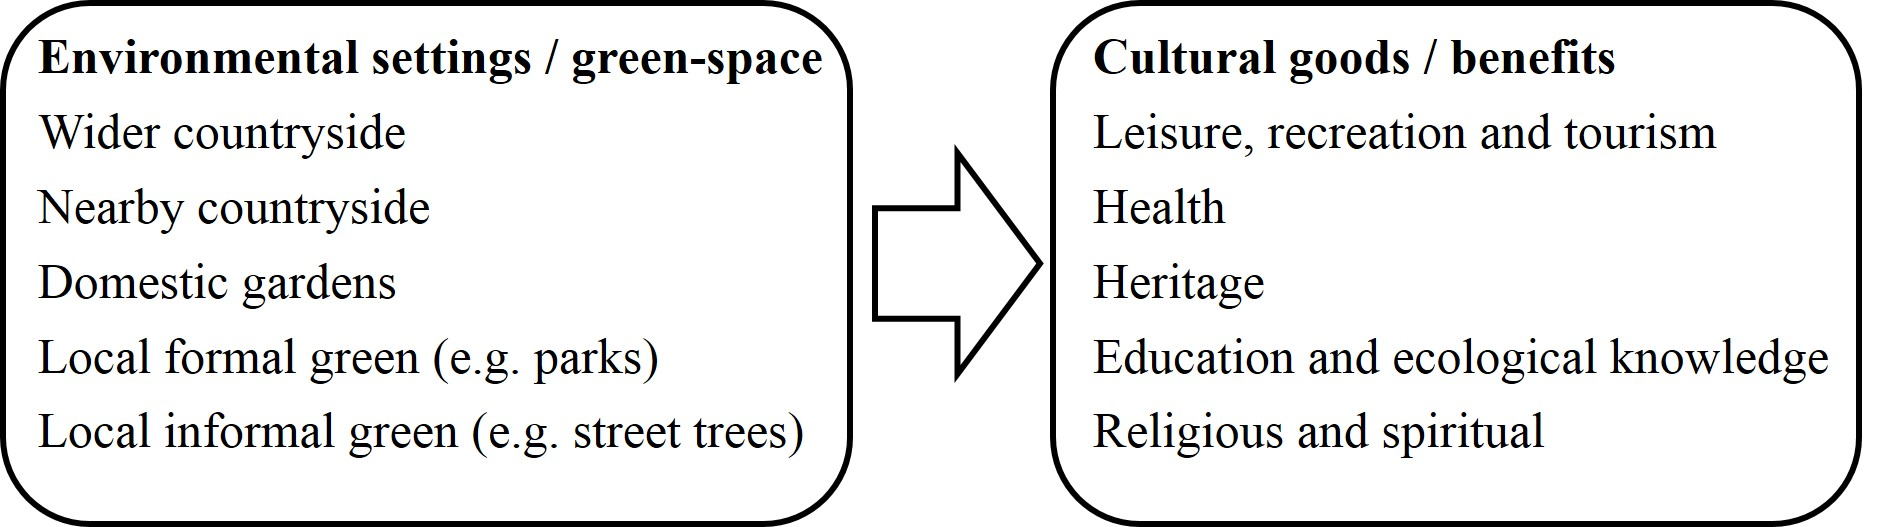 Environmental settings / green-space
Wider countryside
Nearby countryside
Domestic gardens
Local formal green (e.g. parks)
Local informal green (e.g. street trees)
Cultural goods / benefits
Leisure, recreation and tourism
Health
Heritage
Education and ecological knowledge
Religious and spiritual